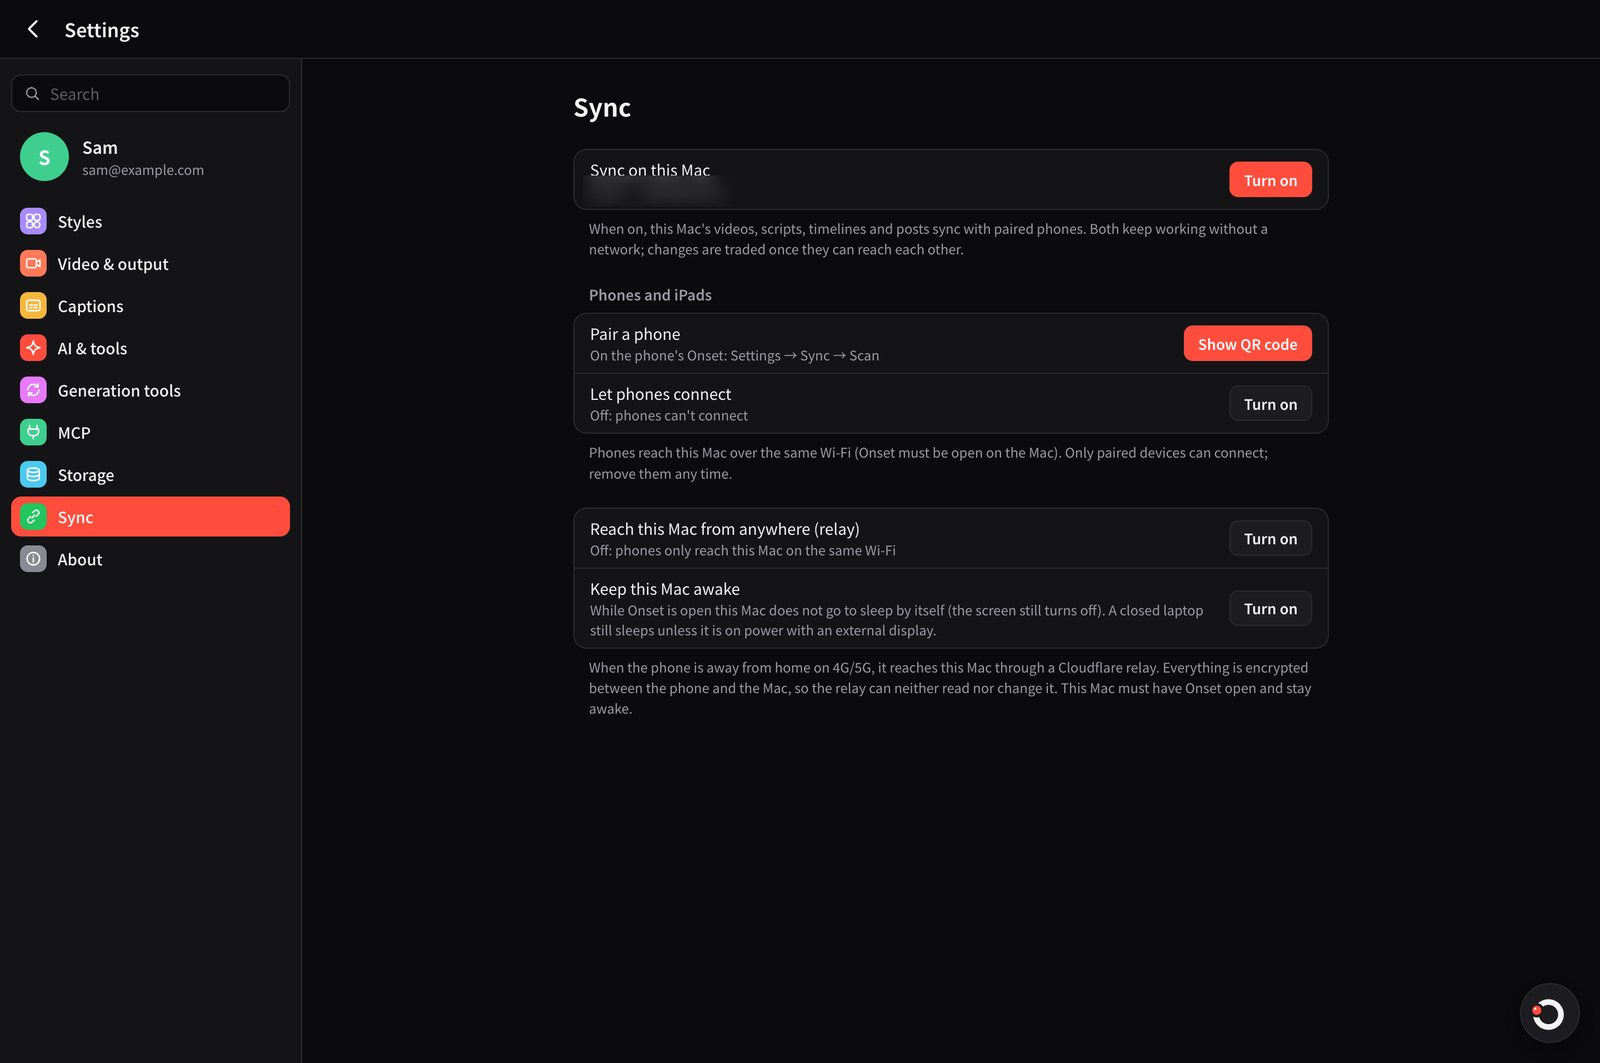 Settings
Search
S
Sam
sam@example.com
Styles
Video & output
Captions
AI & tools
Generation tools
MCP
Storage
Sync
About
Sync
Sync on this Mac
Turn on
When on, this Mac's videos, scripts, timelines and posts sync with paired phones. Both keep working without a
network; changes are traded once they can reach each other.
Phones and iPads
Pair a phone
On the phone's Onset: Settings → Sync → Scan
Show QR code
Let phones connect
Off: phones can't connect
Turn on
Phones reach this Mac over the same Wi-Fi (Onset must be open on the Mac). Only paired devices can connect;
remove them any time.
Reach this Mac from anywhere (relay)
Off: phones only reach this Mac on the same Wi-Fi
Turn on
Keep this Mac awake
While Onset is open this Mac does not go to sleep by itself (the screen still turns off). A closed laptop
still sleeps unless it is on power with an external display.
Turn on
When the phone is away from home on 4G/5G, it reaches this Mac through a Cloudflare relay. Everything is encrypted
between the phone and the Mac, so the relay can neither read nor change it. This Mac must have Onset open and stay
awake.